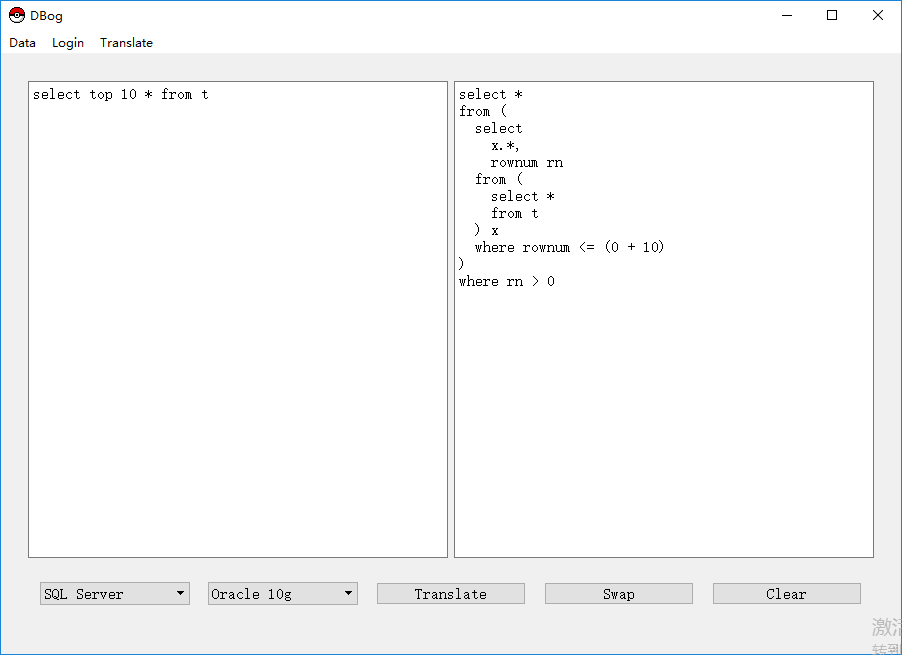 DBog
Data Login Translate
select top 10 * from t
select *
from (
  select
    x.*,
    rownum rn
  from (
    select *
    from t
  ) x
  where rownum <= (0 + 10)
)
where rn > 0
SQL Server Oracle 10g Translate Swap Clear
激活
转到